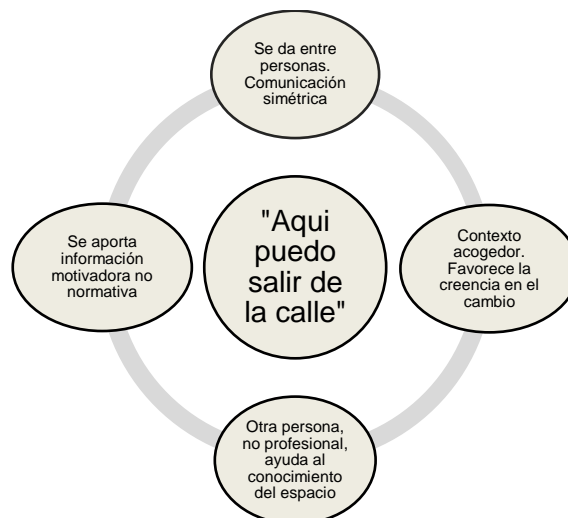 Se da entre
personas.
Comunicación
simétrica
Se aporta
información
motivadora no
normativa
"Aqui
puedo
salir de
la calle"
Contexto
acogedor.
Favorece la
creencia en el
cambio
Otra persona,
no profesional,
ayuda al
conocimiento
del espacio